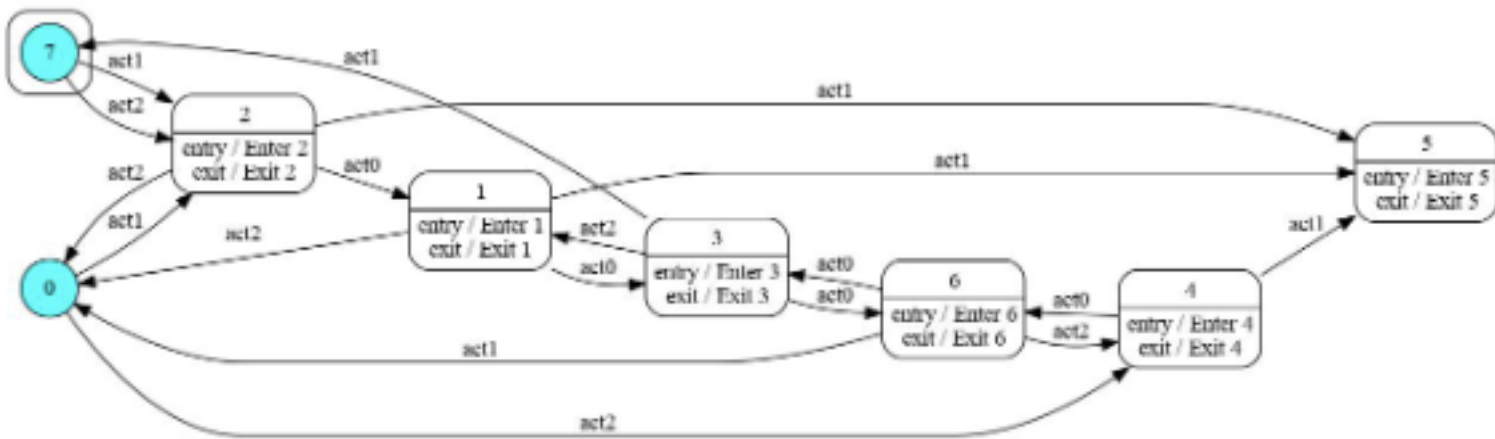 7
act1
act1
act2
2
entry / Enter 2
exit / Exit 2
act1
act2
act1
act0
1
entry / Enter 1
exit / Exit 1
act1
5
entry / Enter 5
exit / Exit 5
act2
0
act2
act0
3
entry / Enter 3
exit / Exit 3
act0
act0
6
entry / Enter 6
exit / Exit 6
act1
act0
act2
4
entry / Enter 4
exit / Exit 4
act1
act2